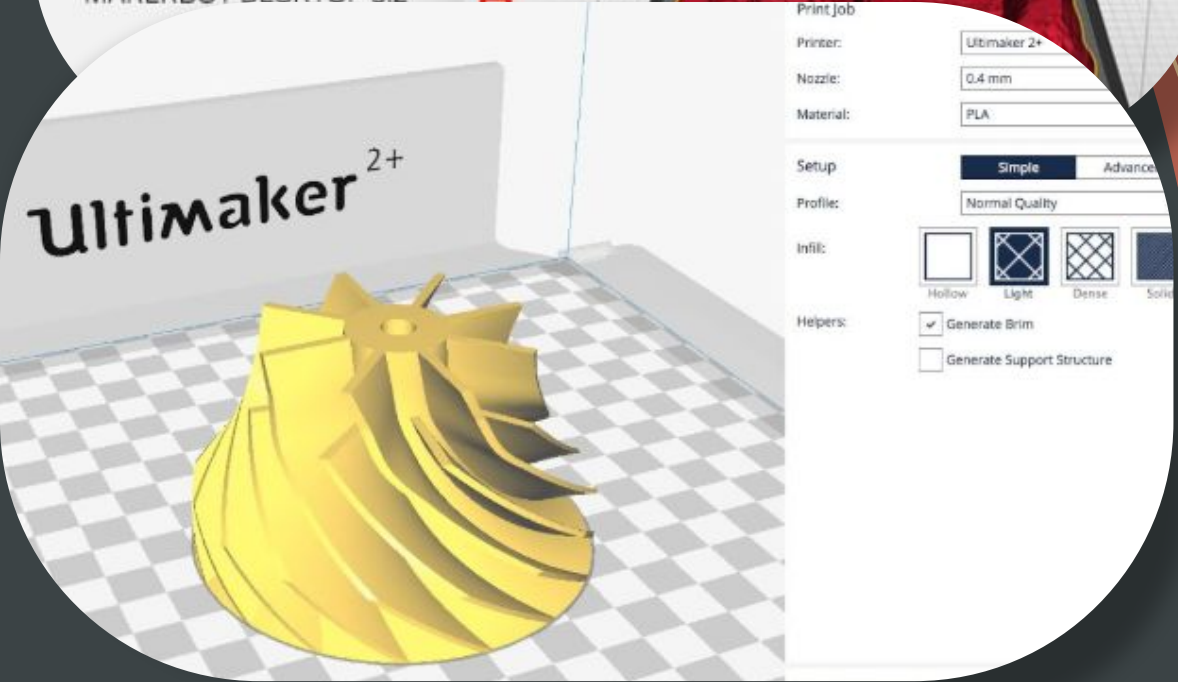 Print Job
Printer: Ultimaker 2+
Nozzle: 0.4 mm
Material: PLA
Ultimaker 2+
Setup Simple
Profile: Normal Quality
Infill:
Hollow Light Dense
Helpers: Generate Brim
Generate Support Structure